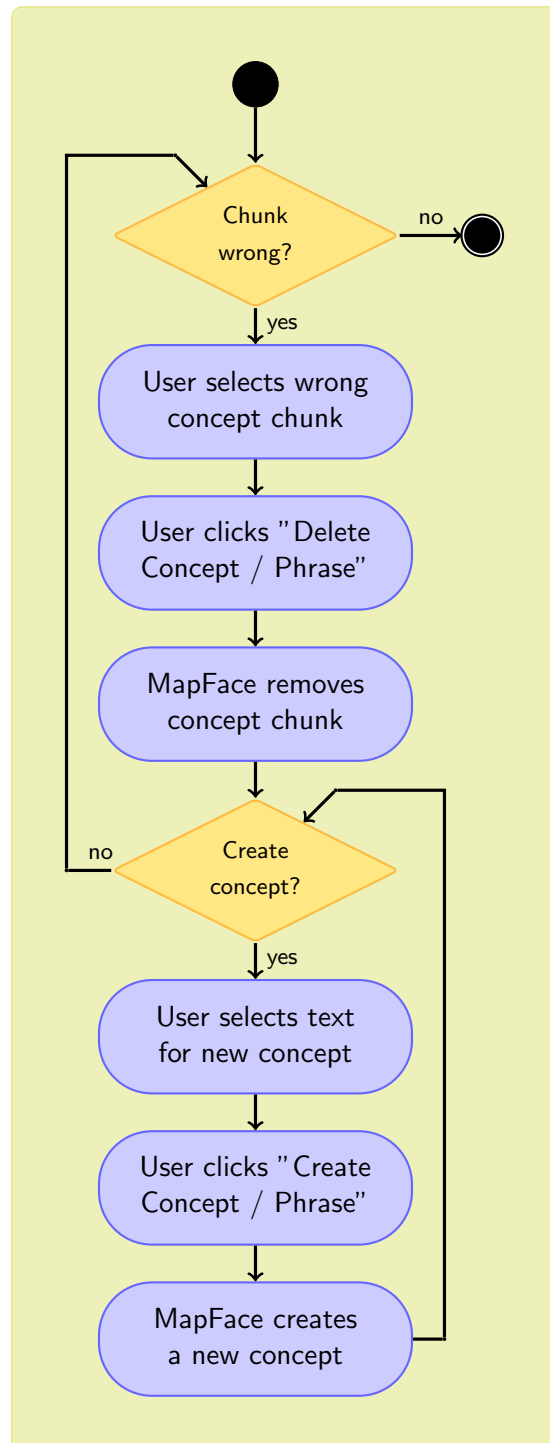 Chunk
wrong?
no
yes
User selects wrong
concept chunk
User clicks "Delete
Concept / Phrase"
MapFace removes
concept chunk
no
Create
concept?
yes
User selects text
for new concept
User clicks "Create
Concept / Phrase"
MapFace creates
a new concept